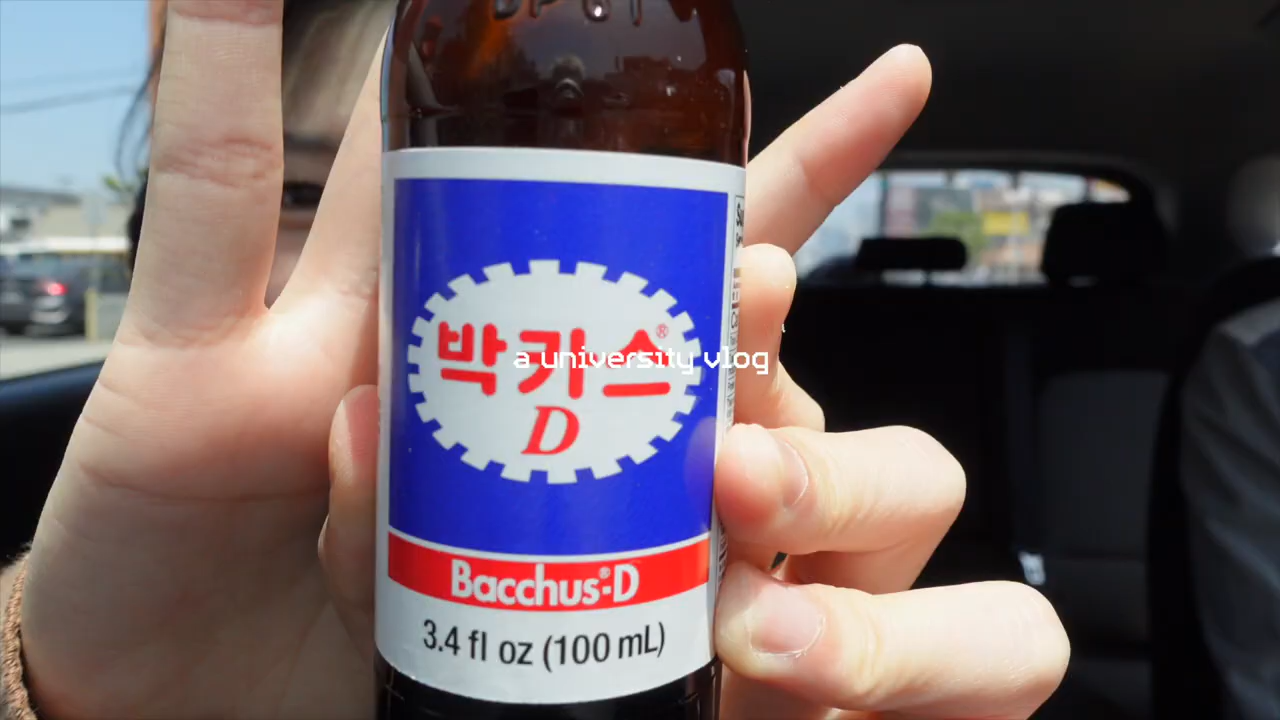 박카스®
a university vlog
D
Bacchus®-D
3.4 fl oz (100 mL)